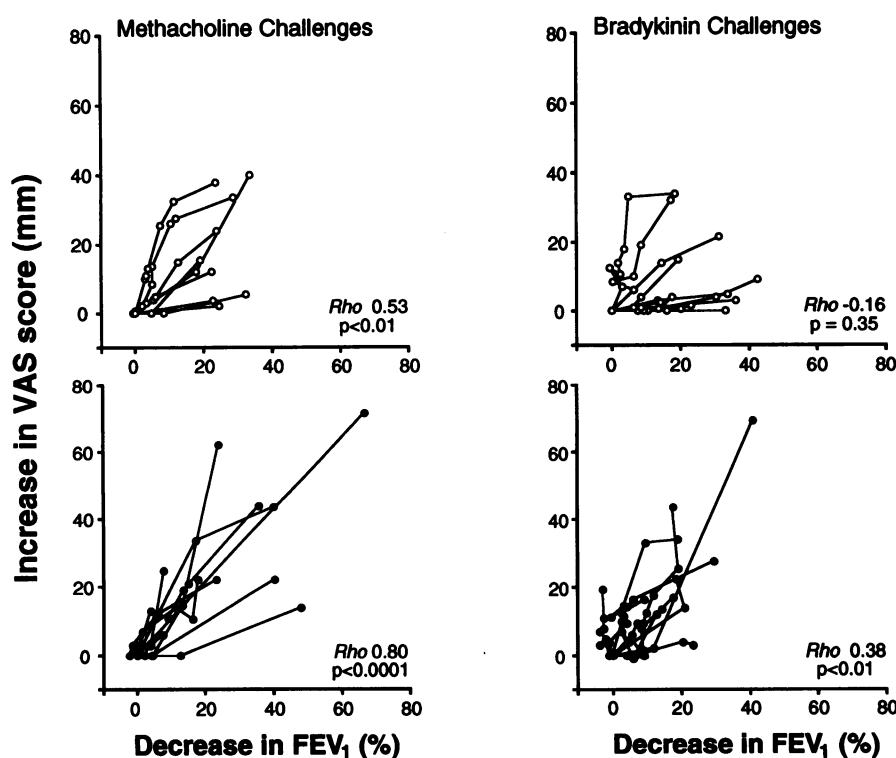 Methacholine Challenges
Bradykinin Challenges
Increase in VAS score (mm)
80
60
40
20
0
0 20 40 60 80
Rho 0.53
p<0.01
80
60
40
20
0
0 20 40 60 80
Rho -0.16
p = 0.35
80
60
40
20
0
0 20 40 60 80
Rho 0.80
p<0.0001
80
60
40
20
0
0 20 40 60 80
Rho 0.38
p<0.01
Decrease in FEV₁ (%)
Decrease in FEV₁ (%)